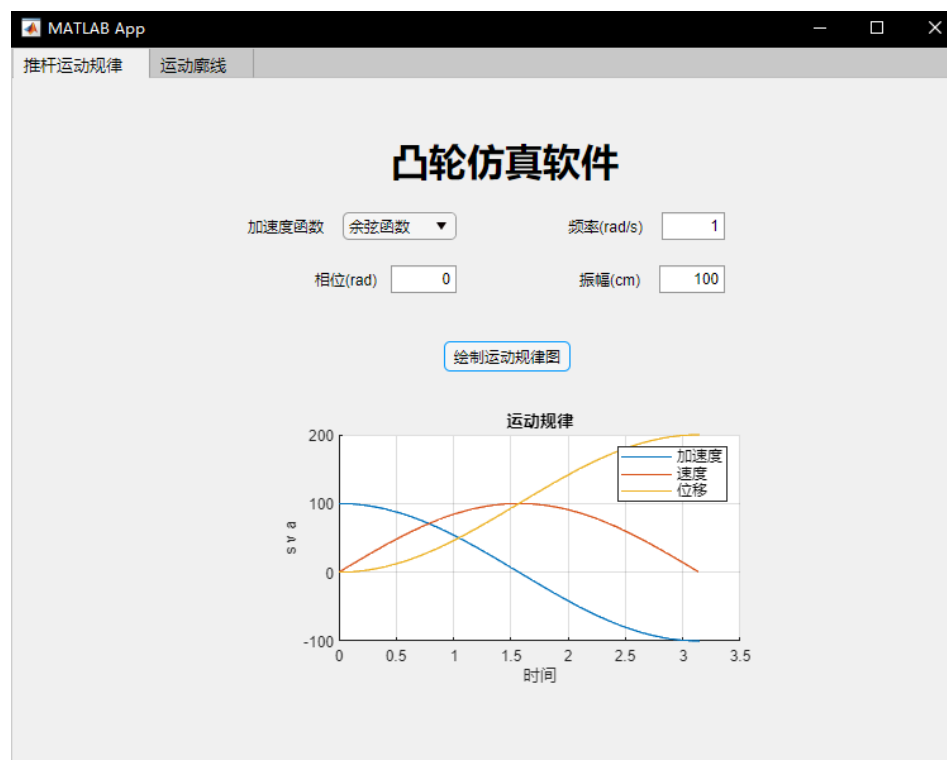 MATLAB App
推杆运动规律 运动廓线
凸轮仿真软件
加速度函数 余弦函数 频率(rad/s) 1
相位(rad) 0 振幅(cm) 100
绘制运动规律图
运动规律
加速度
速度
位移
200
100
0
-100
s v a
0 0.5 1 1.5 2 2.5 3 3.5
时间